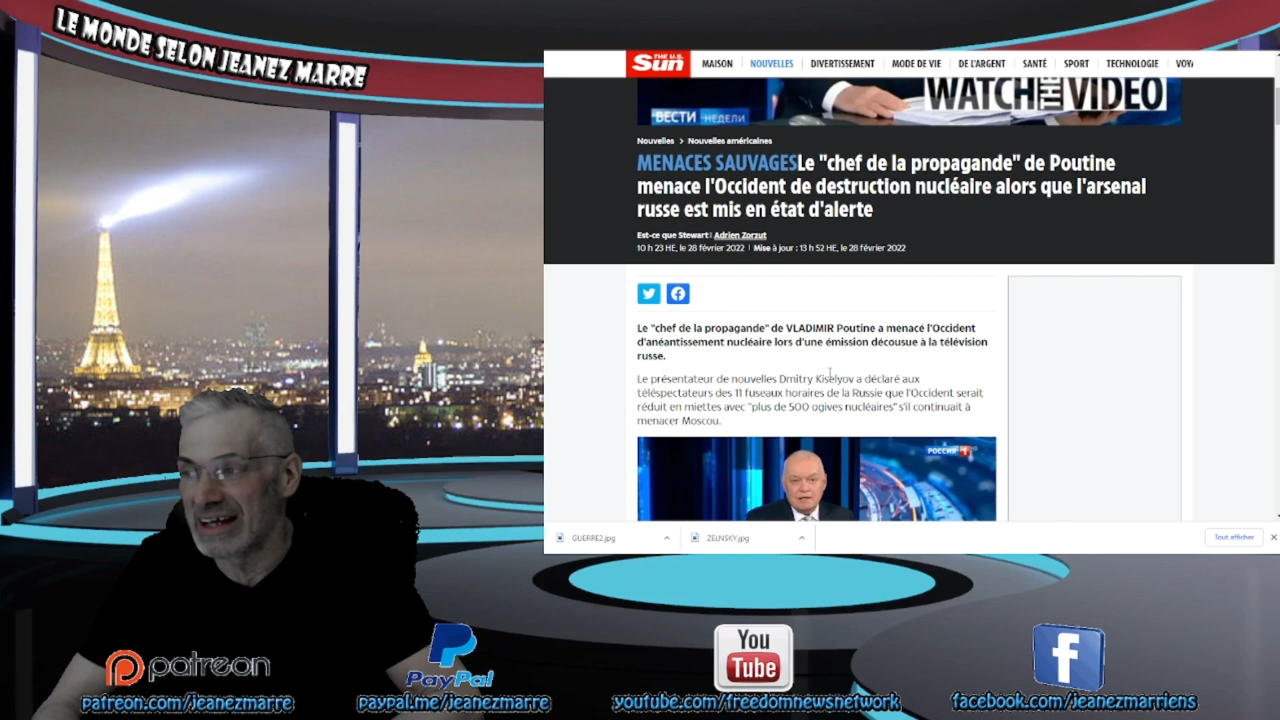 LE MONDE SELON JEANEZ MARRE
THE U.S. Sun
MAISON NOUVELLES DIVERTISSEMENT MODE DE VIE DE L'ARGENT SANTÉ SPORT TECHNOLOGIE VOY
ВЕСТИ НЕДЕЛИ
WATCH THE VIDEO
Nouvelles > Nouvelles américaines
MENACES SAUVAGESLe "chef de la propagande" de Poutine
menace l'Occident de destruction nucléaire alors que l'arsenal
russe est mis en état d'alerte
Est-ce que Stewart| Adrien Zorzut
10 h 23 HE, le 28 février 2022 | Mise à jour : 13 h 52 HE, le 28 février 2022
Le "chef de la propagande" de VLADIMIR Poutine a menacé l'Occident
d'anéantissement nucléaire lors d'une émission décousue à la télévision
russe.
Le présentateur de nouvelles Dmitry Kiselyov a déclaré aux
téléspectateurs des 11 fuseaux horaires de la Russie que l'Occident serait
réduit en miettes avec "plus de 500 ogives nucléaires" s'il continuait à
menacer Moscou.
РОССИЯ 1
GUERRE2.jpg
ZELNSKY.jpg
Tout afficher
patreon
patreon.com/jeanezmarre
PayPal
paypal.me/jeanezmarre
You Tube
youtube.com/freedomnewsnetwork
f
facebook.com/jeanezmarriens